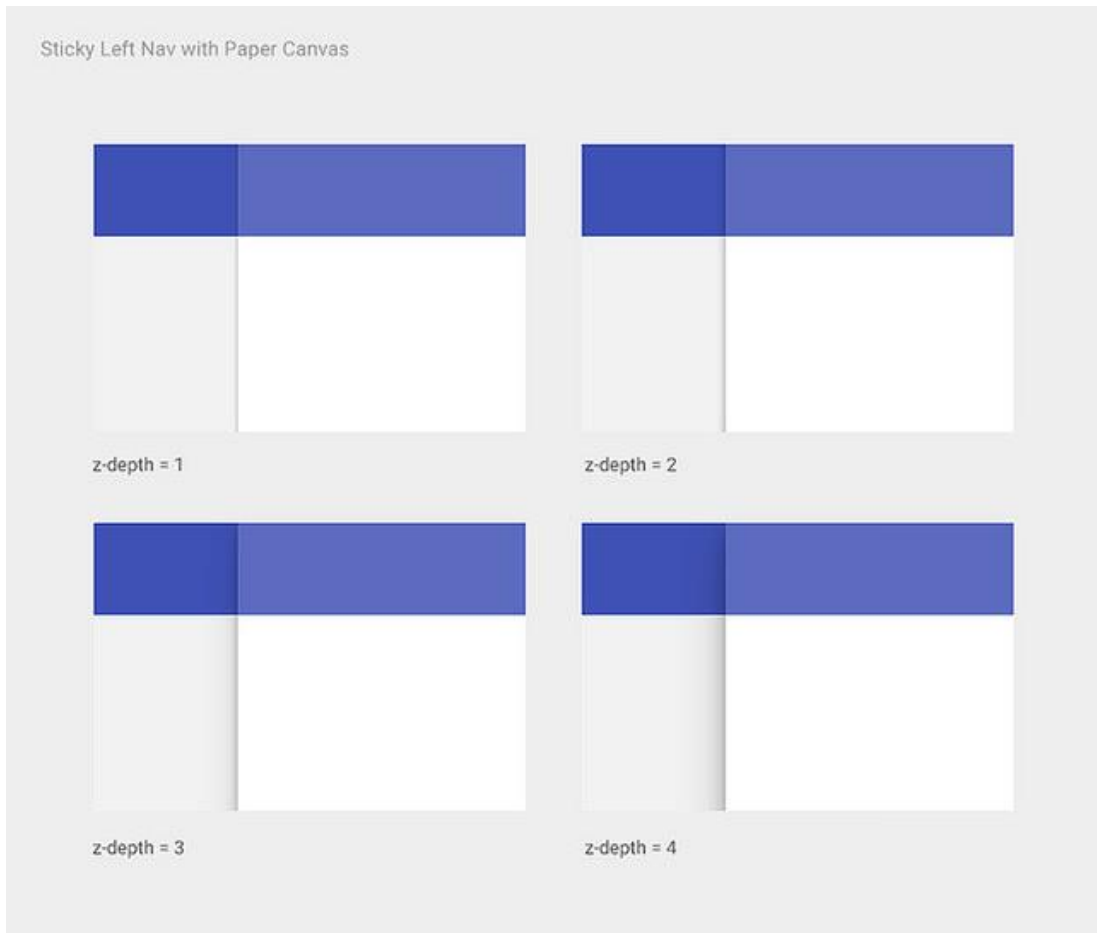 Sticky Left Nav with Paper Canvas
z-depth = 1
z-depth = 2
z-depth = 3
z-depth = 4